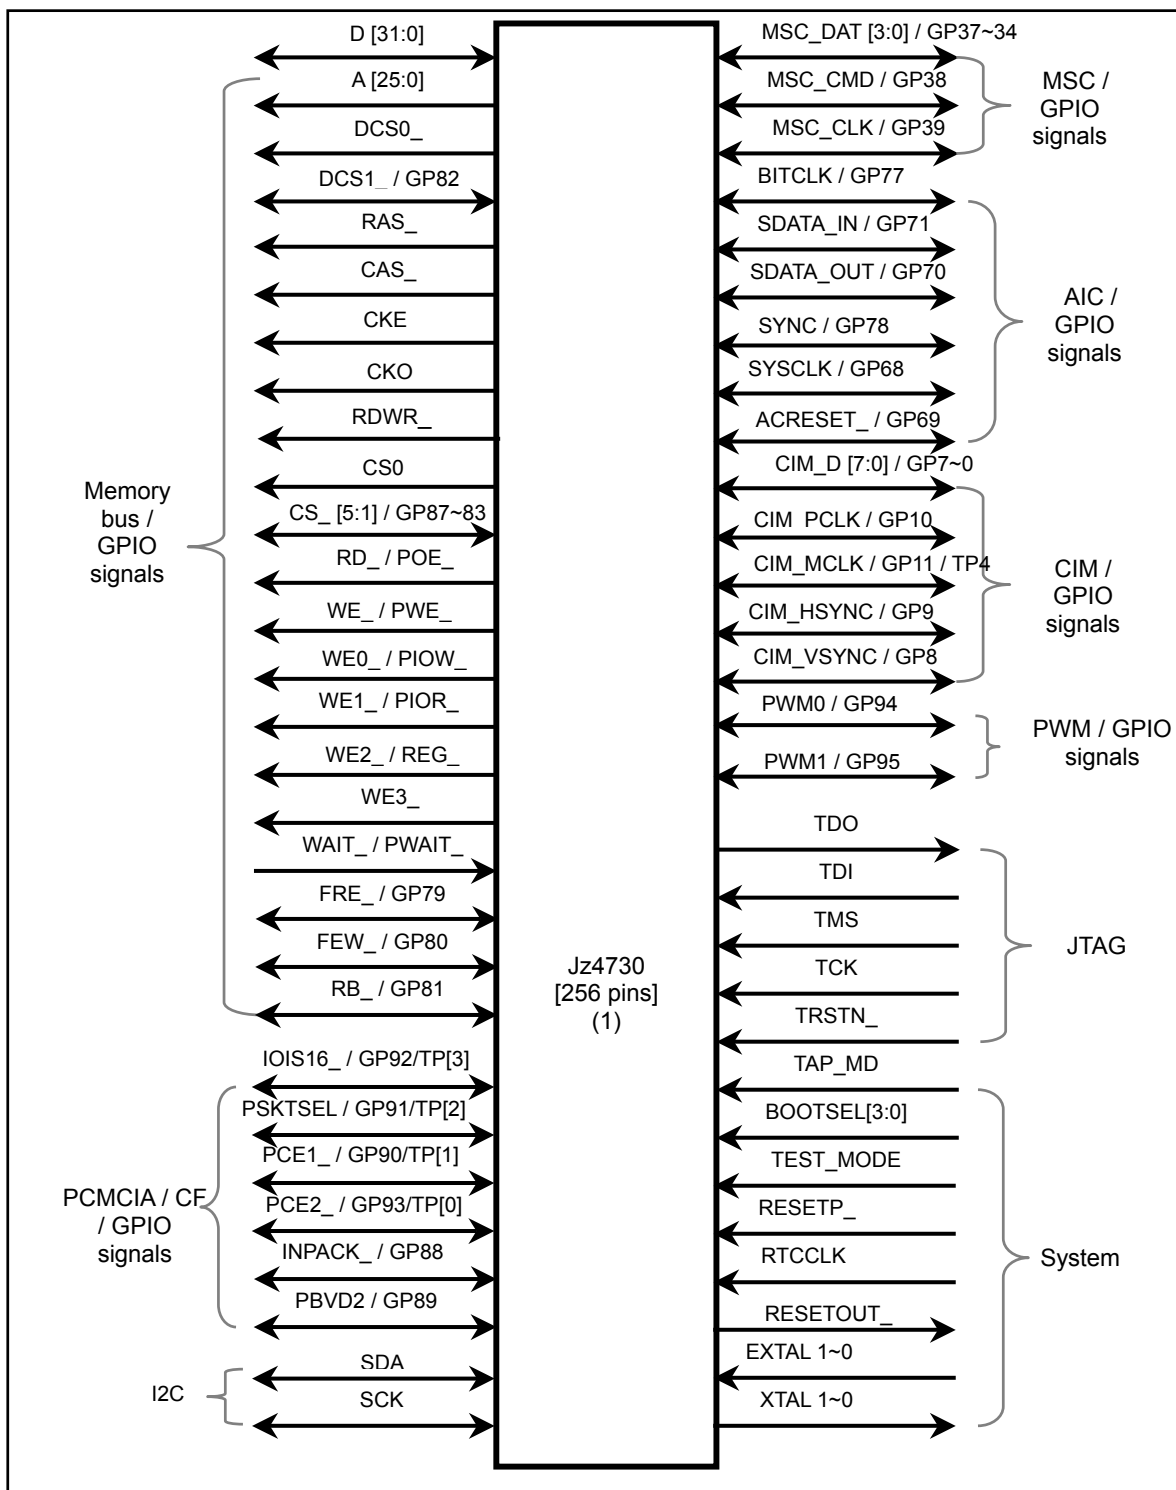 D [31:0]
A [25:0]
DCS0_
DCS1_ / GP82
RAS_
CAS_
CKE
CKO
RDWR_
CS0
CS_ [5:1] / GP87~83
RD_ / POE_
WE_ / PWE_
WE0_ / PIOW_
WE1_ / PIOR_
WE2_ / REG_
WE3_
WAIT_ / PWAIT_
FRE_ / GP79
FEW_ / GP80
RB_ / GP81
Memory
bus /
GPIO
signals
IOIS16_ / GP92/TP[3]
PSKTSEL / GP91/TP[2]
PCE1_ / GP90/TP[1]
PCE2_ / GP93/TP[0]
INPACK_ / GP88
PBVD2 / GP89
PCMCIA / CF
/ GPIO
signals
SDA
SCK
I2C
Jz4730
[256 pins]
(1)
MSC_DAT [3:0] / GP37~34
MSC_CMD / GP38
MSC_CLK / GP39
MSC /
GPIO
signals
BITCLK / GP77
SDATA_IN / GP71
SDATA_OUT / GP70
SYNC / GP78
SYSCLK / GP68
ACRESET_ / GP69
AIC /
GPIO
signals
CIM_D [7:0] / GP7~0
CIM_PCLK / GP10
CIM_MCLK / GP11 / TP4
CIM_HSYNC / GP9
CIM_VSYNC / GP8
CIM /
GPIO
signals
PWM0 / GP94
PWM1 / GP95
PWM / GPIO
signals
TDO
TDI
TMS
TCK
TRSTN_
JTAG
TAP_MD
BOOTSEL[3:0]
TEST_MODE
RESETP_
RTCCLK
RESETOUT_
EXTAL 1~0
XTAL 1~0
System